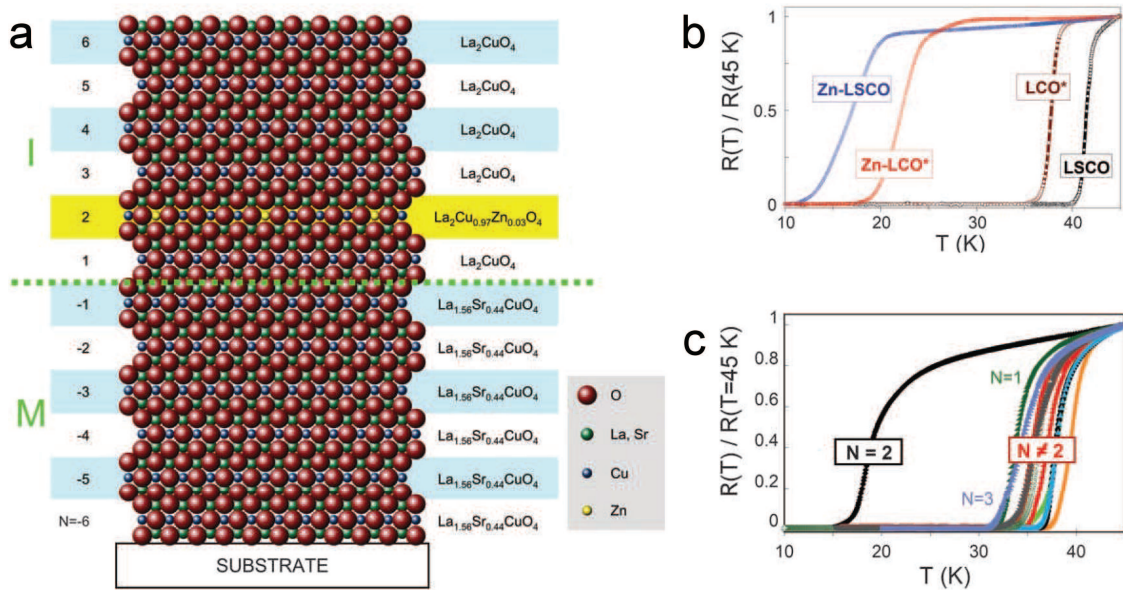 a
6 La₂CuO₄
5 La₂CuO₄
4 La₂CuO₄
3 La₂CuO₄
I
2 La₂Cu₀.₉₇Zn₀.₀₃O₄
1 La₂CuO₄
-1 La₁.₅₆Sr₀.₄₄CuO₄
-2 La₁.₅₆Sr₀.₄₄CuO₄
-3 La₁.₅₆Sr₀.₄₄CuO₄
M
-4 La₁.₅₆Sr₀.₄₄CuO₄
-5 La₁.₅₆Sr₀.₄₄CuO₄
N=-6 La₁.₅₆Sr₀.₄₄CuO₄
SUBSTRATE
O
La, Sr
Cu
Zn
b
R(T) / R(45 K)
1
0.5
0
Zn-LSCO
LCO*
Zn-LCO*
LSCO
10 20 30 40
T (K)
c
R(T) / R(T=45 K)
1
0.8
0.6
0.4
0.2
0
N=1
N = 2
N ≠ 2
N=3
10 20 30 40
T (K)